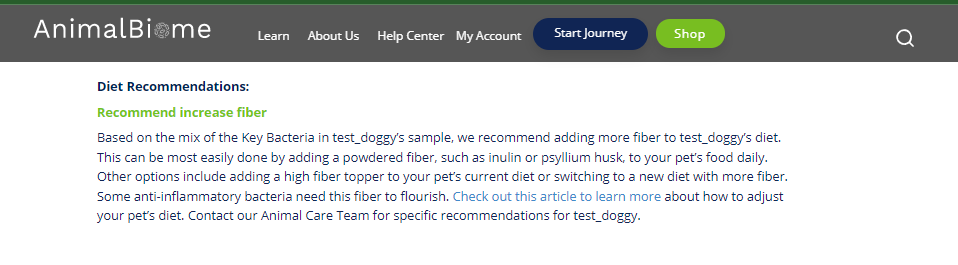 AnimalBiome
Learn About Us Help Center My Account Start Journey Shop
Diet Recommendations:
Recommend increase fiber
Based on the mix of the Key Bacteria in test_doggy's sample, we recommend adding more fiber to test_doggy's diet.
This can be most easily done by adding a powdered fiber, such as inulin or psyllium husk, to your pet's food daily.
Other options include adding a high fiber topper to your pet's current diet or switching to a new diet with more fiber.
Some anti-inflammatory bacteria need this fiber to flourish. Check out this article to learn more about how to adjust
your pet's diet. Contact our Animal Care Team for specific recommendations for test_doggy.